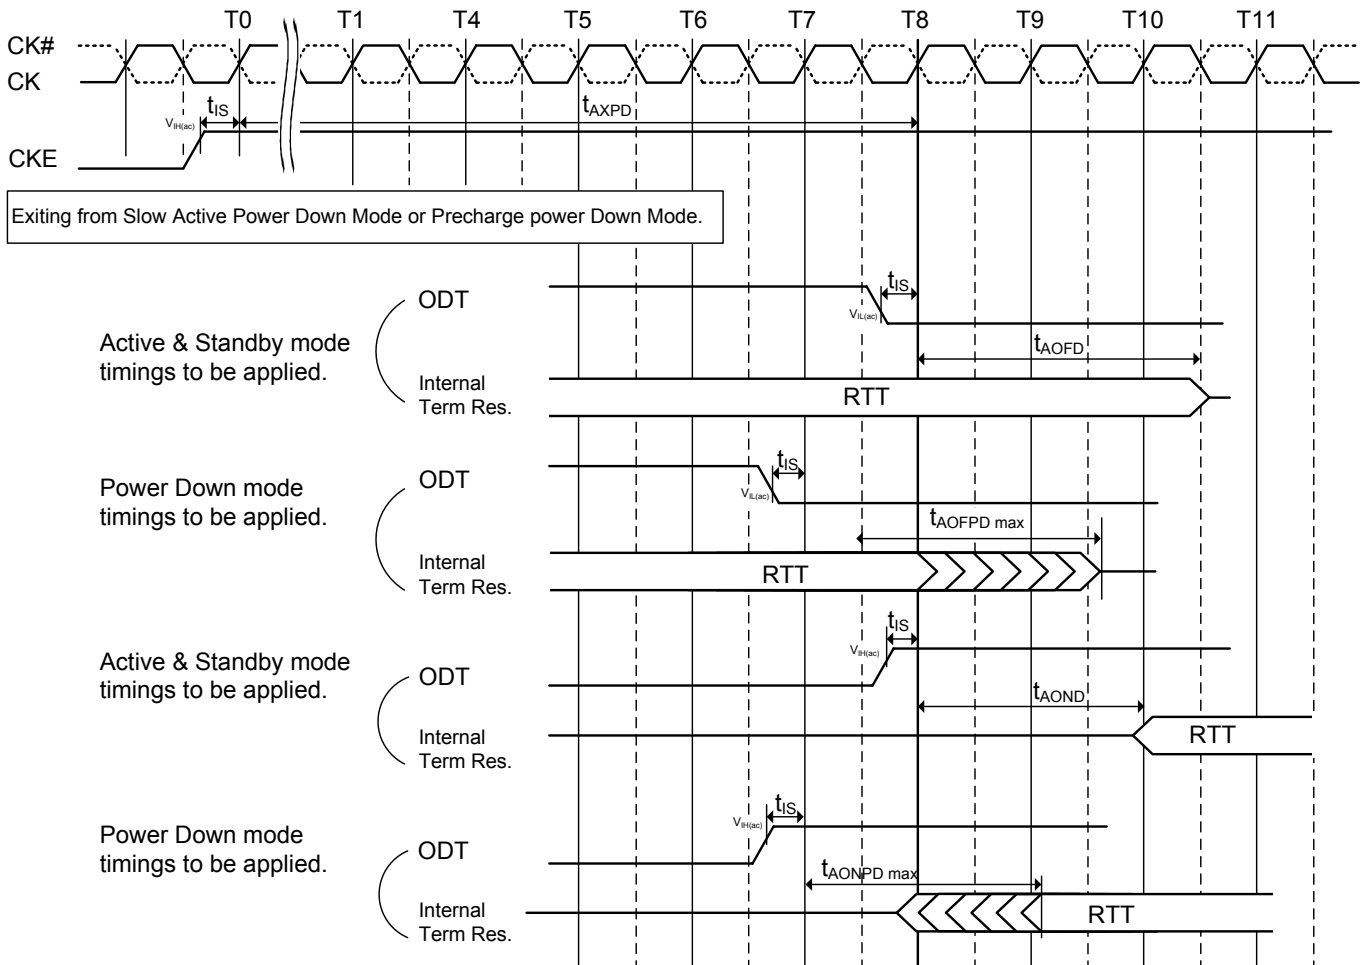 T0 T1 T4 T5 T6 T7 T8 T9 T10 T11
CK#
CK
tIS
tAXPD
VIH(ac)
CKE
Exiting from Slow Active Power Down Mode or Precharge power Down Mode.
tIS
ODT
VIL(ac)
Active & Standby mode
timings to be applied.
tAOFD
Internal
Term Res.
RTT
tIS
ODT
VIL(ac)
Power Down mode
timings to be applied.
tAOFPD max
Internal
Term Res.
RTT
tIS
VIH(ac)
Active & Standby mode
timings to be applied.
ODT
tAOND
Internal
Term Res.
RTT
tIS
VIH(ac)
Power Down mode
timings to be applied.
ODT
tAONPD max
Internal
Term Res.
RTT